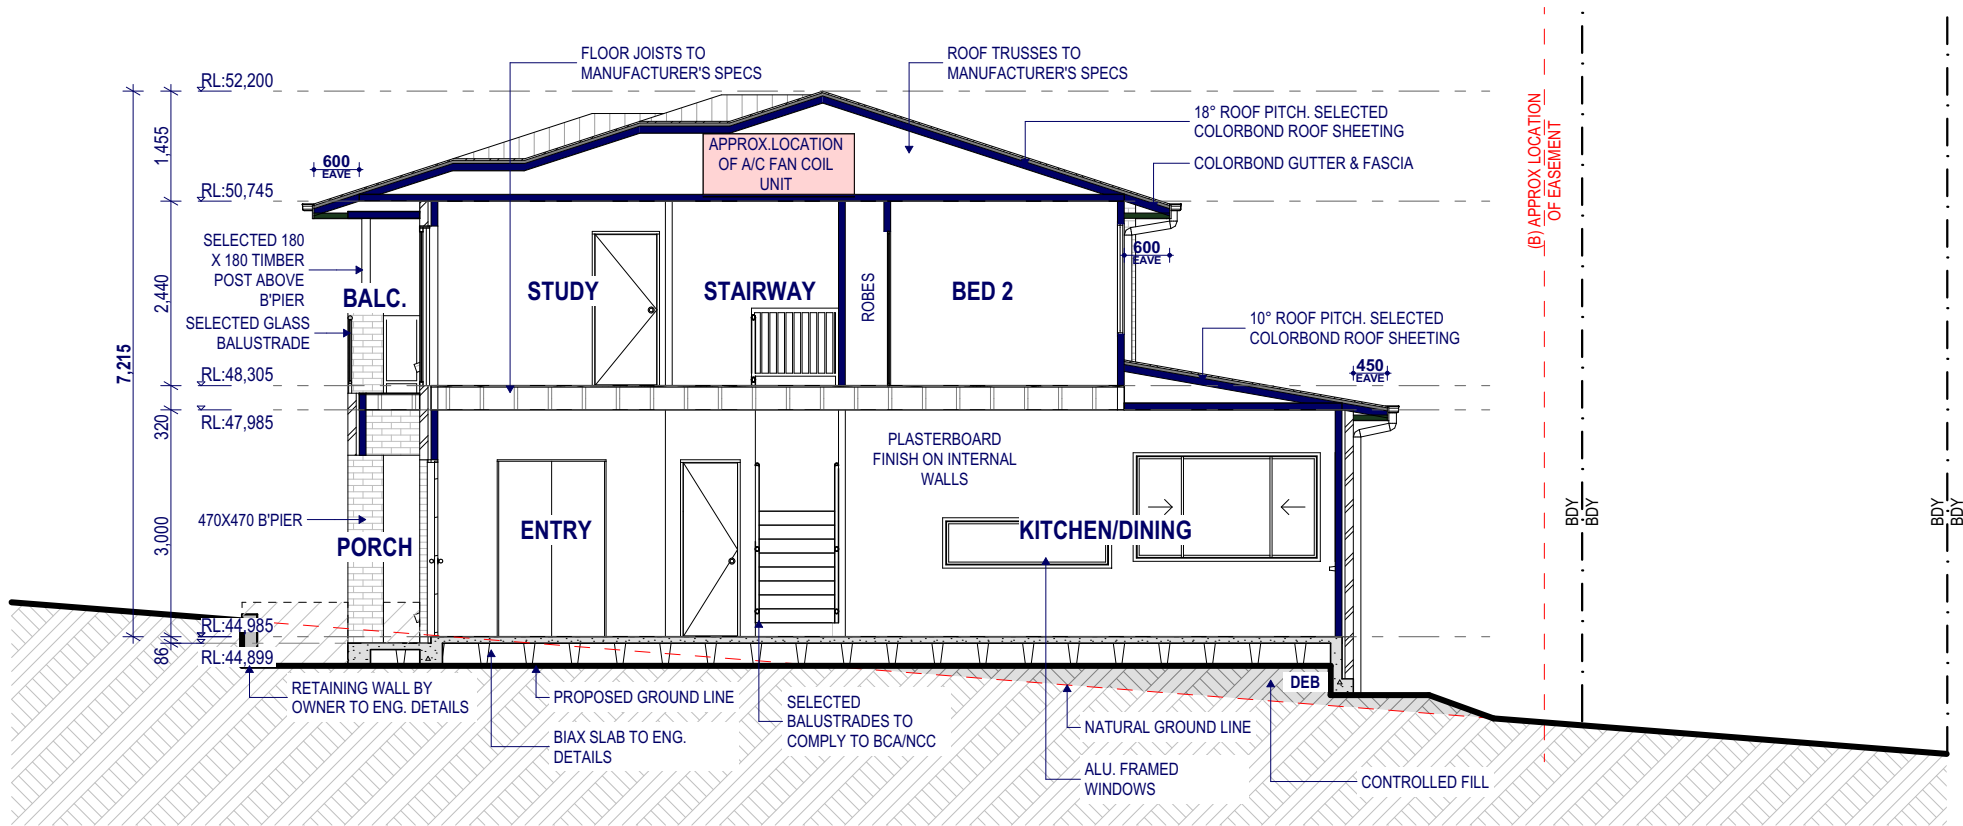 FLOOR JOISTS TO
MANUFACTURER'S SPECS
ROOF TRUSSES TO
MANUFACTURER'S SPECS
RL:52,200
18° ROOF PITCH. SELECTED
COLORBOND ROOF SHEETING
COLORBOND GUTTER & FASCIA
(B) APPROX LOCATION
OF EASEMENT
APPROX.LOCATION
OF A/C FAN COIL
UNIT
1,455
600
EAVE
RL:50,745
SELECTED 180
X 180 TIMBER
POST ABOVE
B'PIER
BALC.
STUDY
STAIRWAY
ROBES
BED 2
600
EAVE
2,440
SELECTED GLASS
BALUSTRADE
10° ROOF PITCH. SELECTED
COLORBOND ROOF SHEETING
450
EAVE
7,215
RL:48,305
320
RL:47,985
PLASTERBOARD
FINISH ON INTERNAL
WALLS
3,000
470X470 B'PIER
PORCH
ENTRY
KITCHEN/DINING
BDY
BDY
BDY
BDY
RL:44,985
86
RL:44,899
RETAINING WALL BY
OWNER TO ENG. DETAILS
PROPOSED GROUND LINE
BIAX SLAB TO ENG.
DETAILS
SELECTED
BALUSTRADES TO
COMPLY TO BCA/NCC
DEB
NATURAL GROUND LINE
ALU. FRAMED
WINDOWS
CONTROLLED FILL